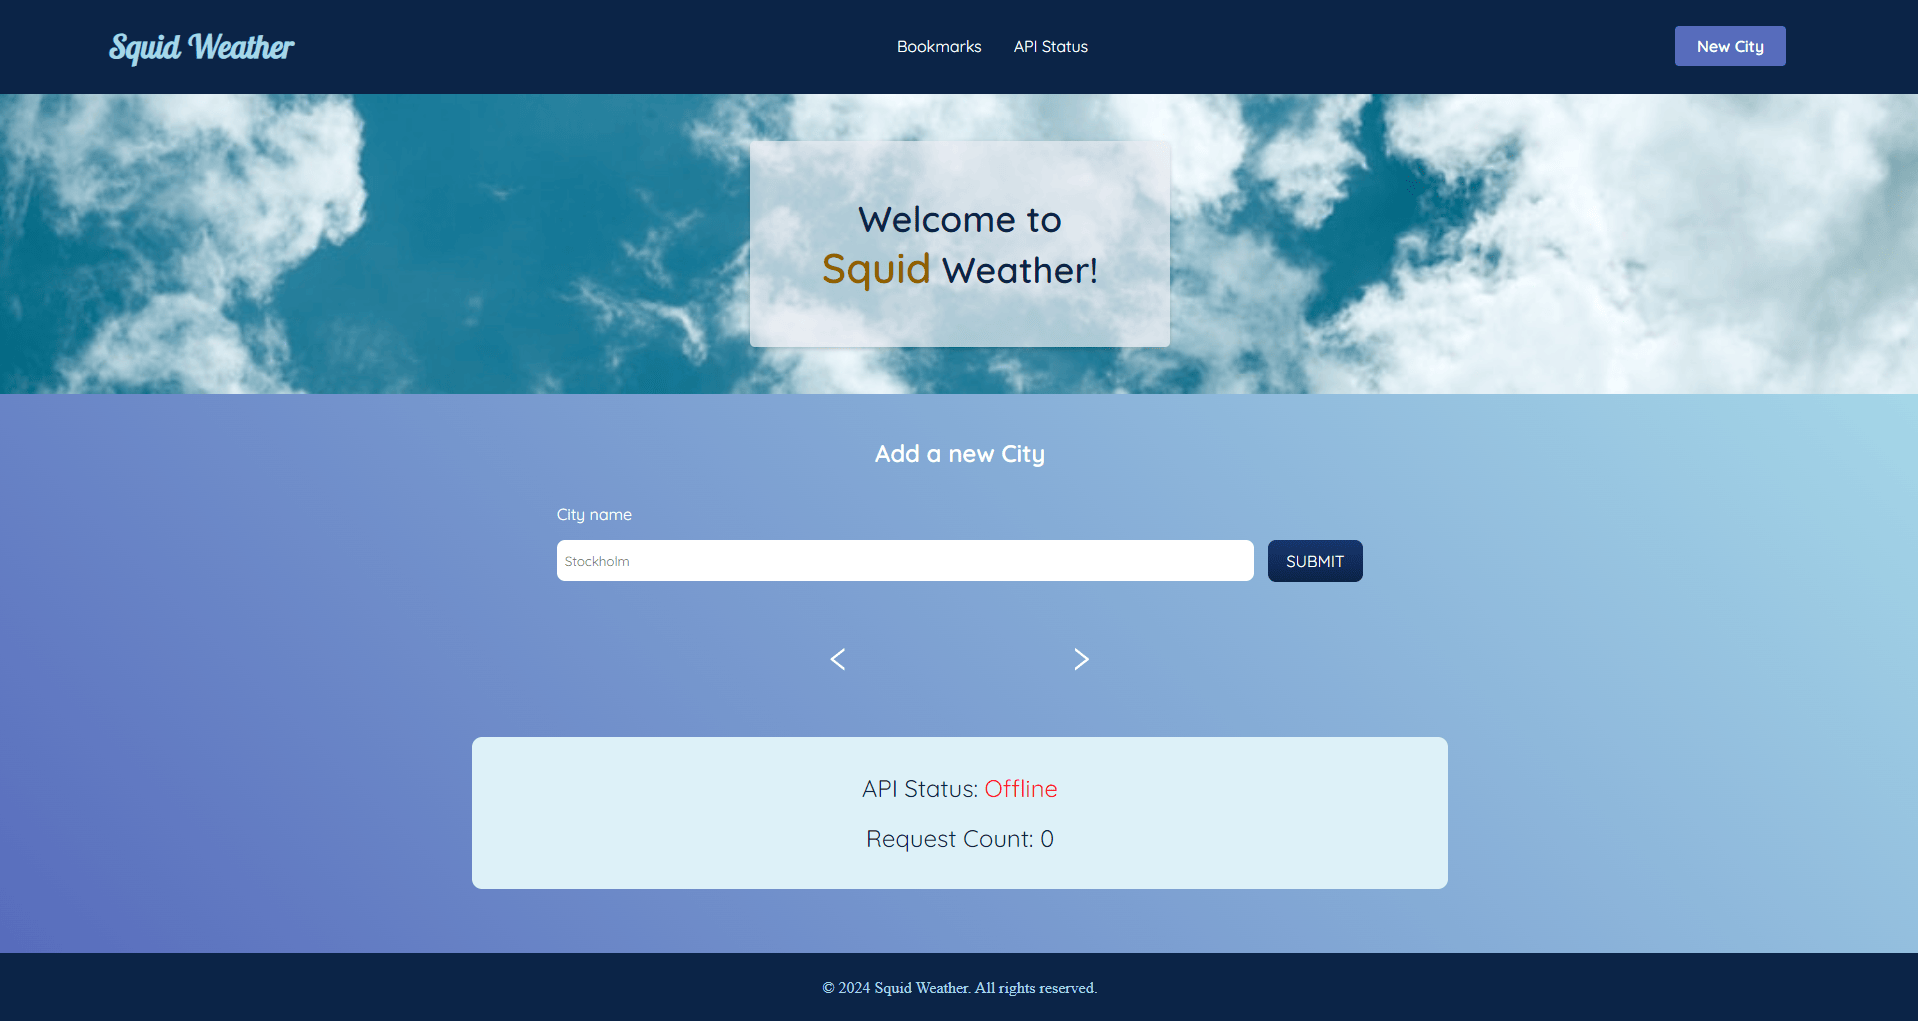 Squid Weather
Bookmarks
API Status
New City
Welcome to
Squid Weather!
Add a new City
City name
Stockholm
SUBMIT
<
>
API Status: Offline
Request Count: 0
© 2024 Squid Weather. All rights reserved.